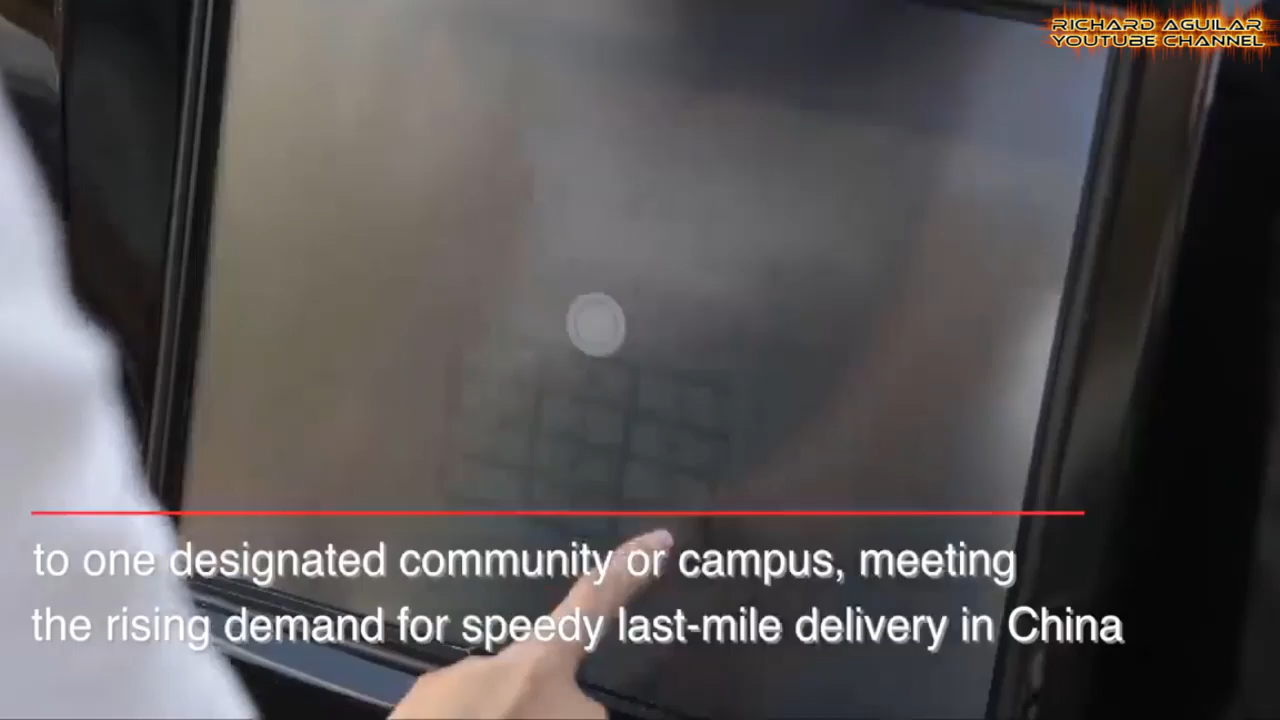 RICHARD AGUILAR
YOUTUBE CHANNEL
to one designated community or campus, meeting
the rising demand for speedy last-mile delivery in China